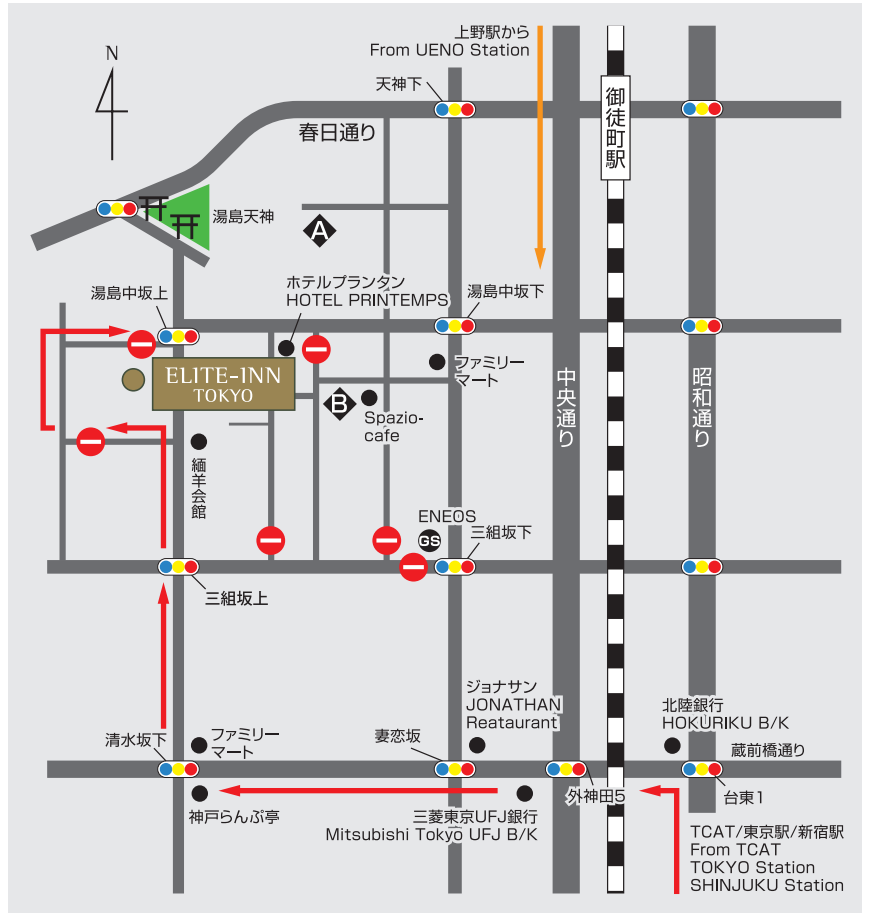 上野駅から
From UENO Station
N
天神下
御徒町駅
春日通り
湯島天神
A
ホテルプランタン
HOTEL PRINTEMPS
湯島中坂上
湯島中坂下
ELITE-INN
TOKYO
ファミリー
マート
中央通り
昭和通り
B
Spazio-
cafe
緬羊会館
ENEOS
GS
三組坂下
三組坂上
ジョナサン
JONATHAN
Reataurant
北陸銀行
HOKURIKU B/K
清水坂下
ファミリー
マート
妻恋坂
蔵前橋通り
神戸らんぷ亭
三菱東京UFJ銀行
Mitsubishi Tokyo UFJ B/K
外神田5
台東1
TCAT/東京駅/新宿駅
From TCAT
TOKYO Station
SHINJUKU Station